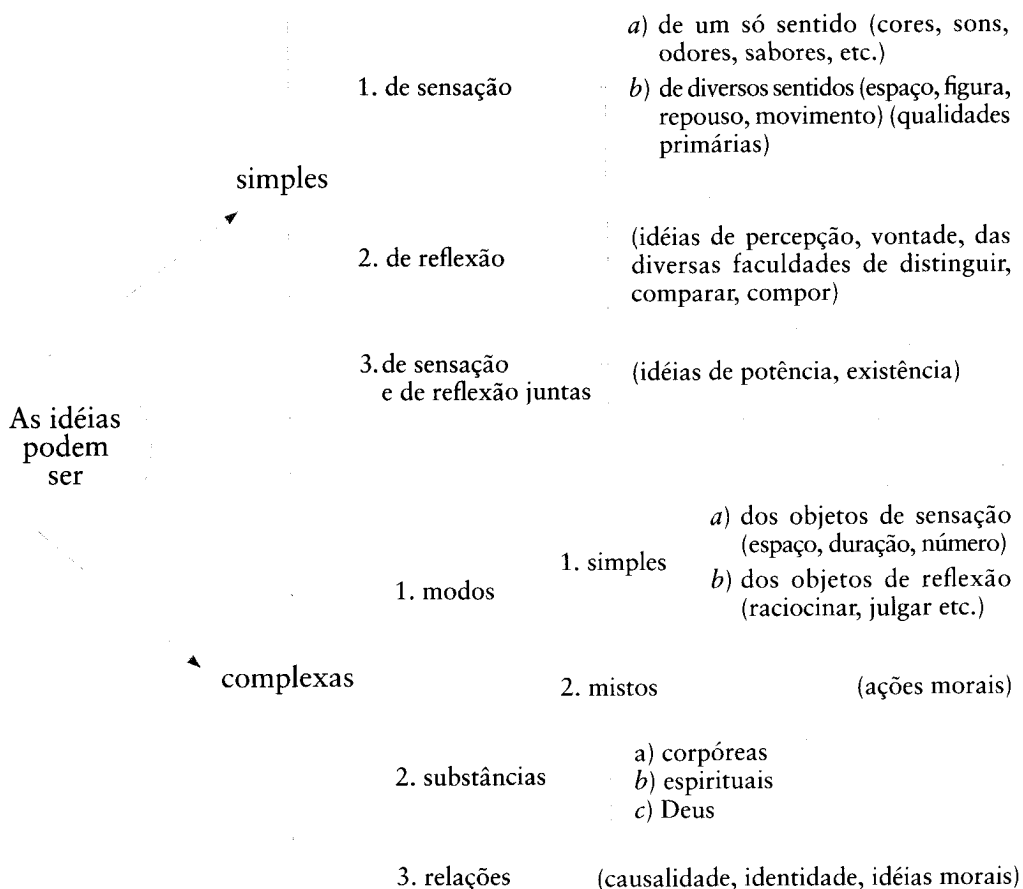 As idéias
podem
ser
simples
1. de sensação
a) de um só sentido (cores, sons,
odores, sabores, etc.)
b) de diversos sentidos (espaço, figura,
repouso, movimento) (qualidades
primárias)
2. de reflexão
(idéias de percepção, vontade, das
diversas faculdades de distinguir,
comparar, compor)
3. de sensação
e de reflexão juntas
(idéias de potência, existência)
complexas
1. modos
1. simples
a) dos objetos de sensação
(espaço, duração, número)
b) dos objetos de reflexão
(raciocinar, julgar etc.)
2. mistos
(ações morais)
2. substâncias
a) corpóreas
b) espirituais
c) Deus
3. relações
(causalidade, identidade, idéias morais)